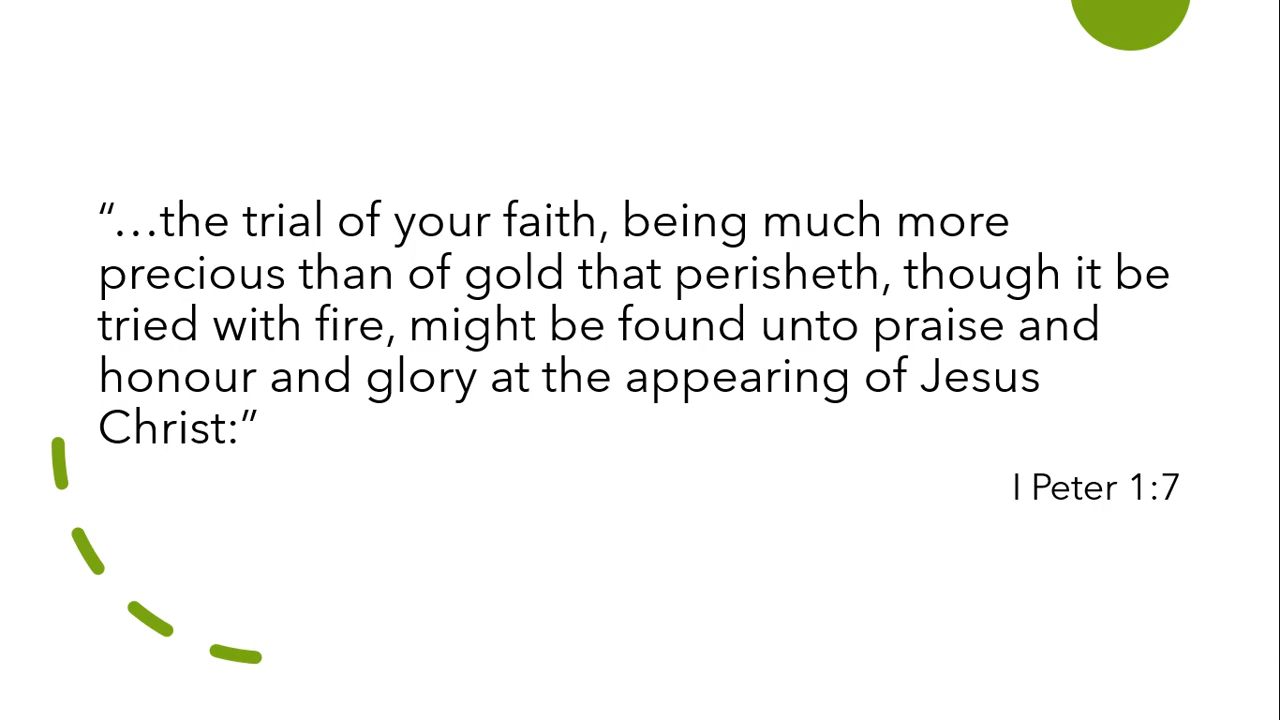 “…the trial of your faith, being much more
precious than of gold that perisheth, though it be
tried with fire, might be found unto praise and
honour and glory at the appearing of Jesus
Christ:”
I Peter 1:7